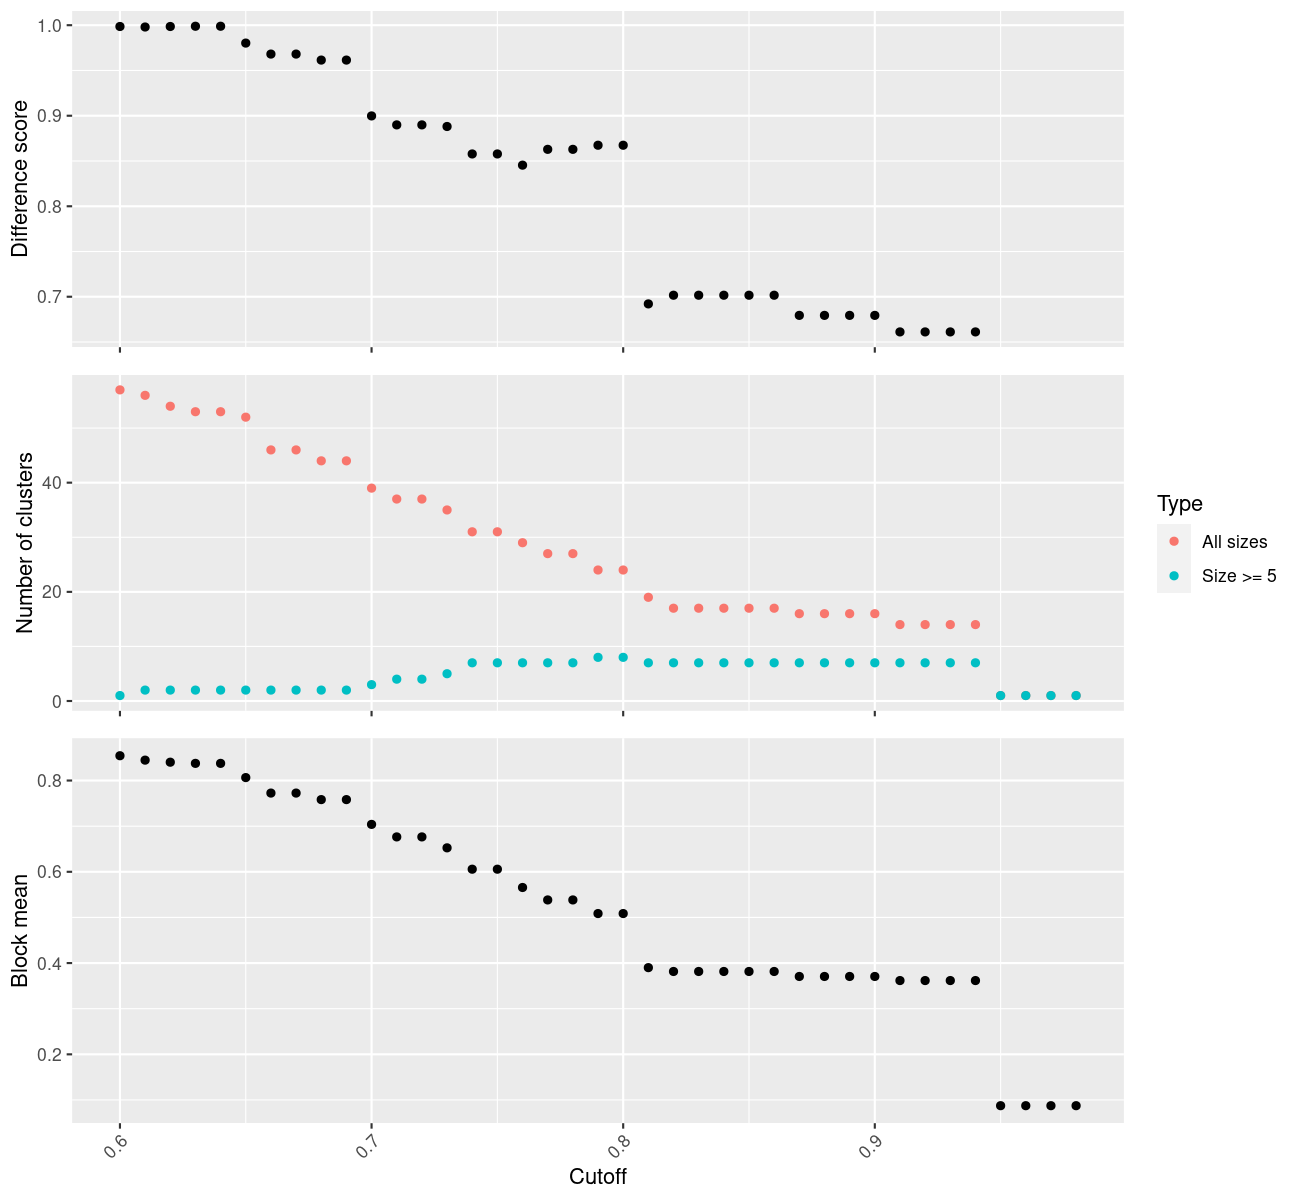 Difference score
1.0
0.9
0.8
0.7
Number of clusters
40
20
0
Type
All sizes
Size >= 5
Block mean
0.8
0.6
0.4
0.2
0.6
0.7
0.8
0.9
Cutoff